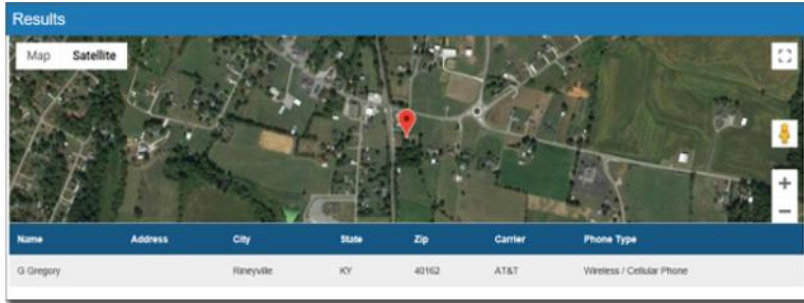 Results
Map Satellite
Name Address City State Zip Carrier Phone Type
G Gregory Rineyville KY 40162 AT&T Wireless / Cellular Phone